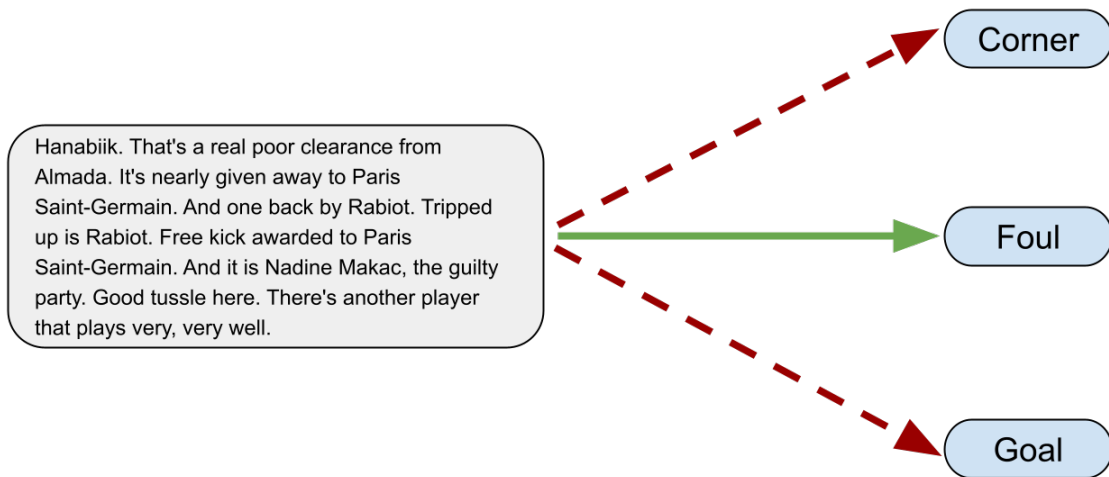 Corner
Hanabiik. That's a real poor clearance from
Almada. It's nearly given away to Paris
Saint-Germain. And one back by Rabiot. Tripped
up is Rabiot. Free kick awarded to Paris
Saint-Germain. And it is Nadine Makac, the guilty
party. Good tussle here. There's another player
that plays very, very well.
Foul
Goal